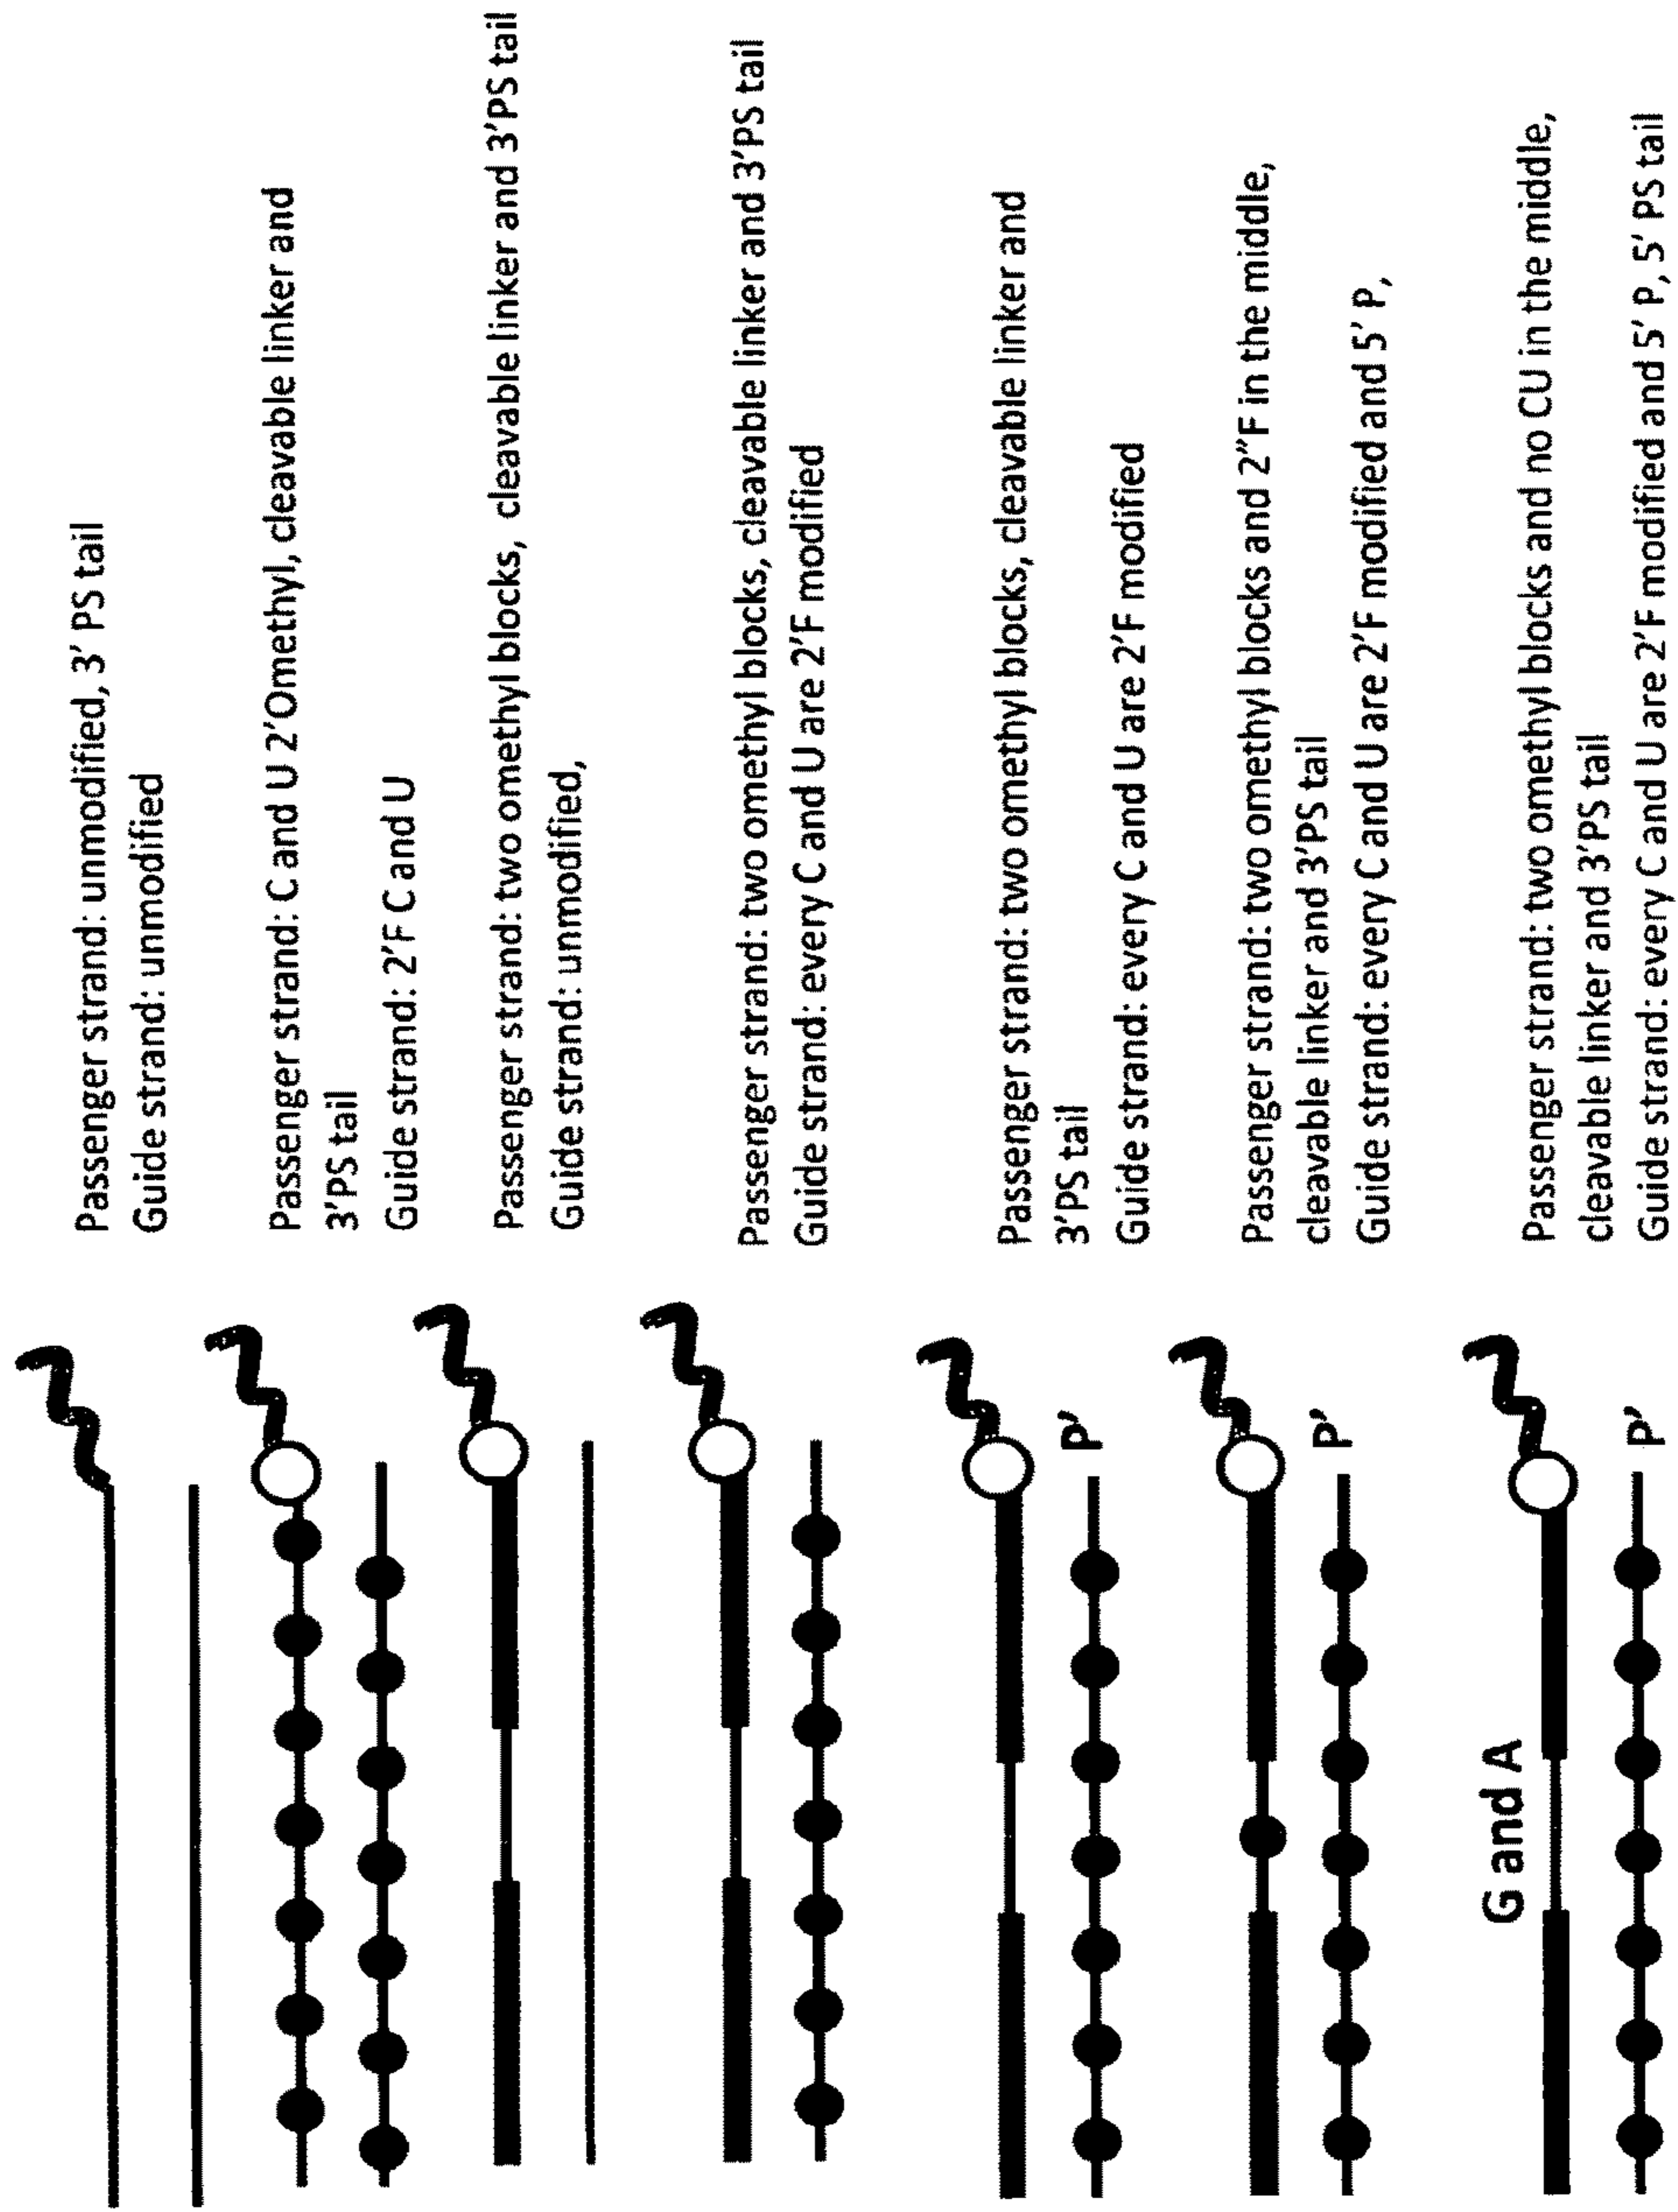 Passenger strand: unmodified, 3' PS tail
Guide strand: unmodified
Passenger strand: C and U 2'Omethyl, cleavable linker and
3'PS tail
Guide strand: 2'F C and U
Passenger strand: two omethyl blocks, cleavable linker and 3'PS tail
Guide strand: unmodified,
Passenger strand: two omethyl blocks, cleavable linker and 3'PS tail
Guide strand: every C and U are 2'F modified
P'
Passenger strand: two omethyl blocks, cleavable linker and
3'PS tail
Guide strand: every C and U are 2'F modified
P'
Passenger strand: two omethyl blocks and 2"F in the middle,
cleavable linker and 3'PS tail
Guide strand: every C and U are 2'F modified and 5' P,
G and A
P'
Passenger strand: two omethyl blocks and no CU in the middle,
cleavable linker and 3'PS tail
Guide strand: every C and U are 2'F modified and 5' P, 5' PS tail